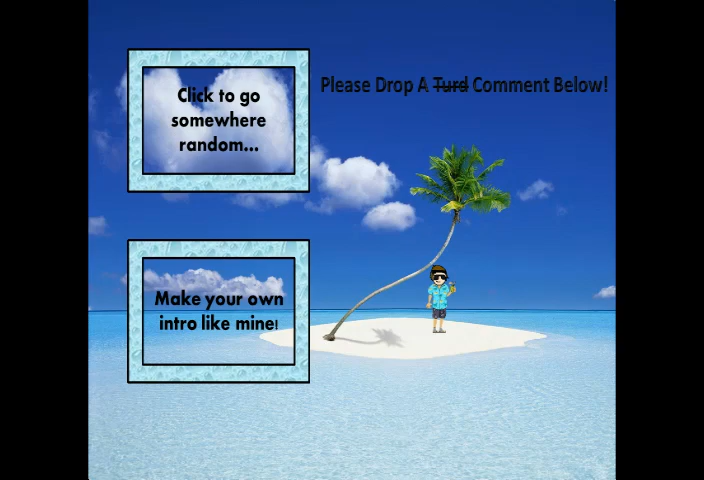 Please Drop A Turd Comment Below!
Click to go
somewhere
random...
Make your own
intro like mine!